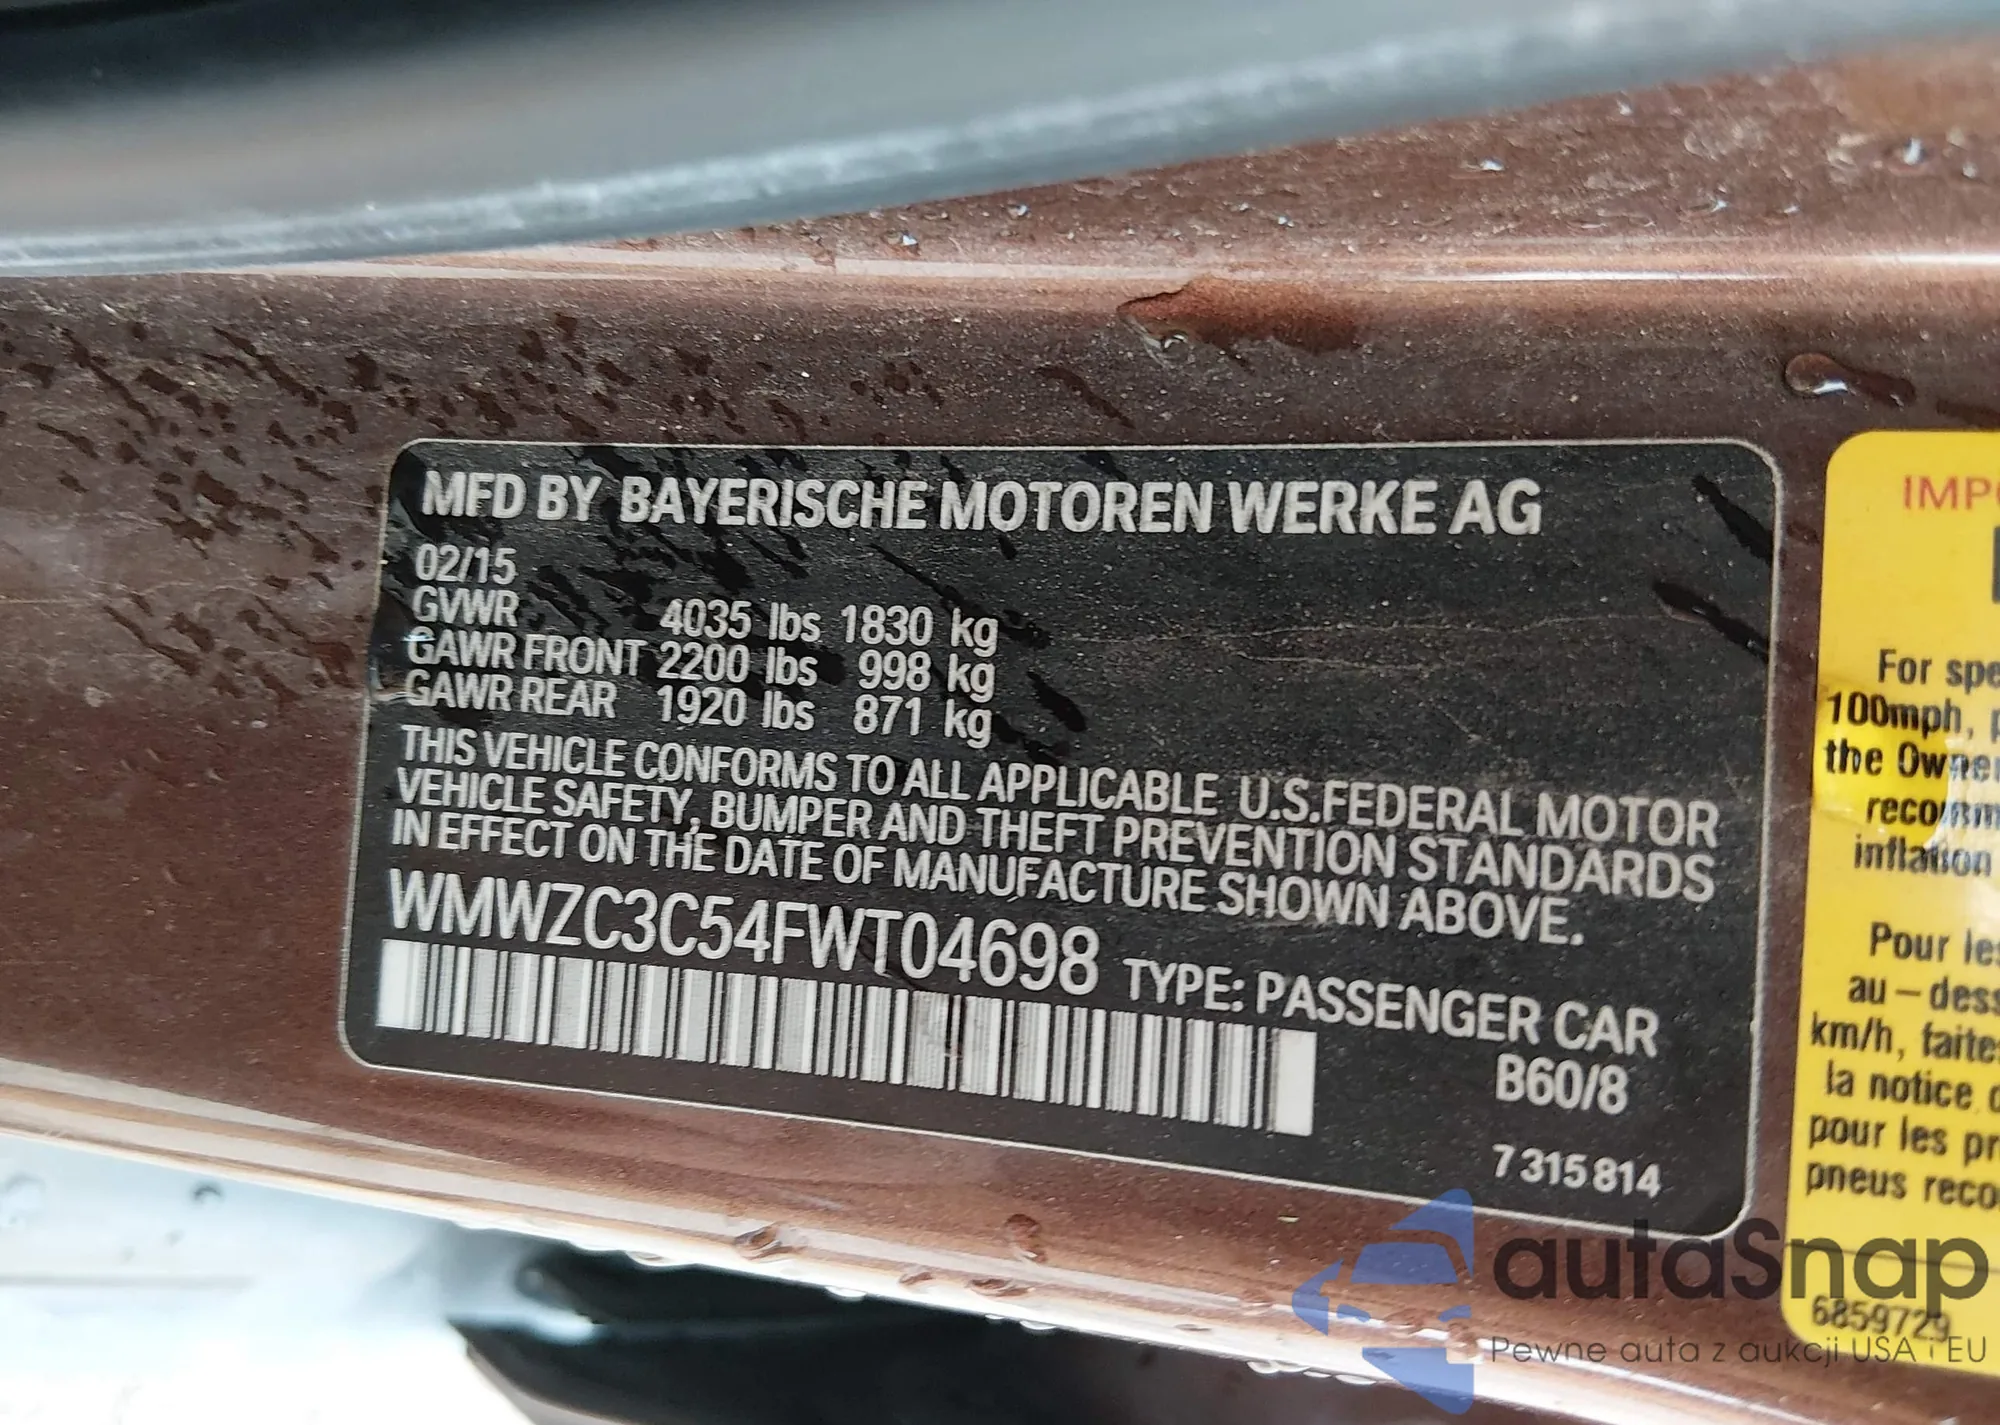 MFD BY BAYERISCHE MOTOREN WERKE AG
02/15
GVWR 4035 lbs 1830 kg
GAWR FRONT 2200 lbs 998 kg
GAWR REAR 1920 lbs 871 kg
THIS VEHICLE CONFORMS TO ALL APPLICABLE U.S.FEDERAL MOTOR
VEHICLE SAFETY, BUMPER AND THEFT PREVENTION STANDARDS
IN EFFECT ON THE DATE OF MANUFACTURE SHOWN ABOVE.
WMWZC3C54FWT04698 TYPE: PASSENGER CAR
B60/8
7 315 814
IMPO
For spe
100mph, p
the Owner
recomm
inflation
Pour les
au-dess
km/h, faites
la notice d
pour les pr
pneus reco
6859729
autaSnap
Pewne auta z aukcji USA i EU